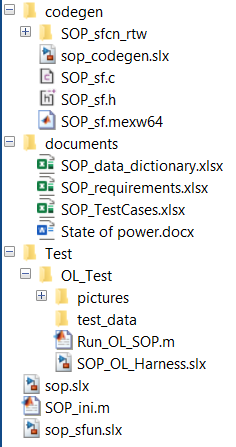 codegen
SOP_sfcn_rtw
sop_codegen.slx
SOP_sf.c
SOP_sf.h
SOP_sf.mexw64
documents
SOP_data_dictionary.xlsx
SOP_requirements.xlsx
SOP_TestCases.xlsx
State of power.docx
Test
OL_Test
pictures
test_data
Run_OL_SOP.m
SOP_OL_Harness.slx
sop.slx
SOP_ini.m
sop_sfun.slx